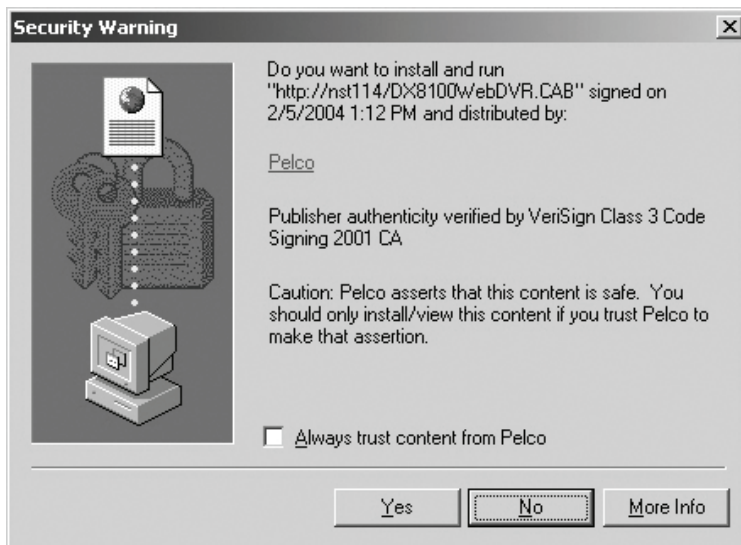 Security Warning
Do you want to install and run
"http://nst114/DX8100WebDVR.CAB" signed on
2/5/2004 1:12 PM and distributed by:
Pelco
Publisher authenticity verified by VeriSign Class 3 Code
Signing 2001 CA
Caution: Pelco asserts that this content is safe. You
should only install/view this content if you trust Pelco to
make that assertion.
Always trust content from Pelco
Yes
No
More Info